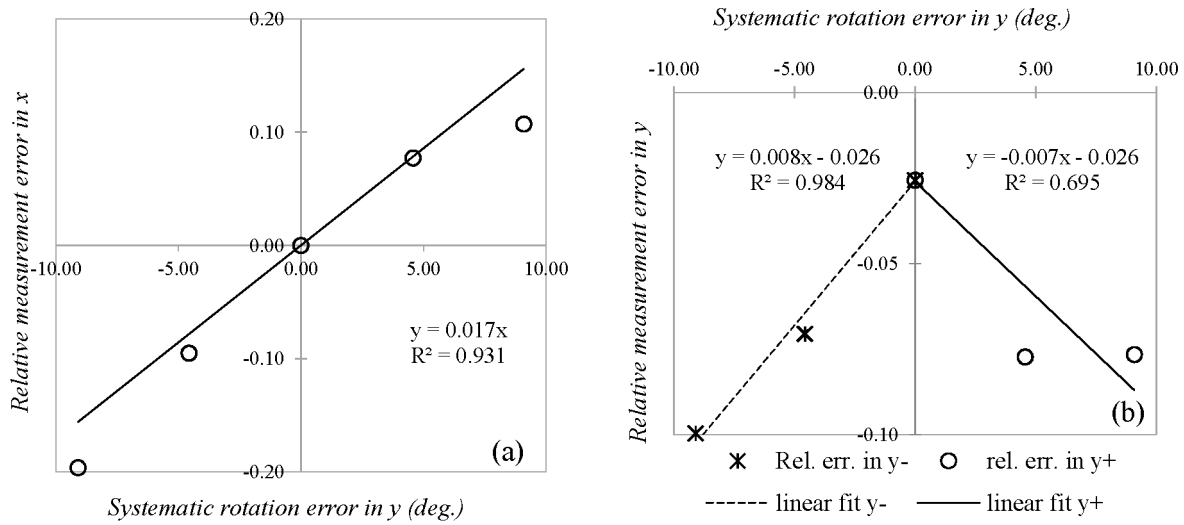 0.20
0.10
0.00
-10.00 -5.00 0.00 5.00 10.00
y = 0.017x
R² = 0.931
-0.10
-0.20
(a)
Relative measurement error in x
Systematic rotation error in y (deg.)
Systematic rotation error in y (deg.)
-10.00 -5.00 0.00 5.00 10.00
0.00
y = 0.008x - 0.026
R² = 0.984
y = -0.007x - 0.026
R² = 0.695
-0.05
-0.10
(b)
Relative measurement error in y
Rel. err. in y- rel. err. in y+
linear fit y- linear fit y+